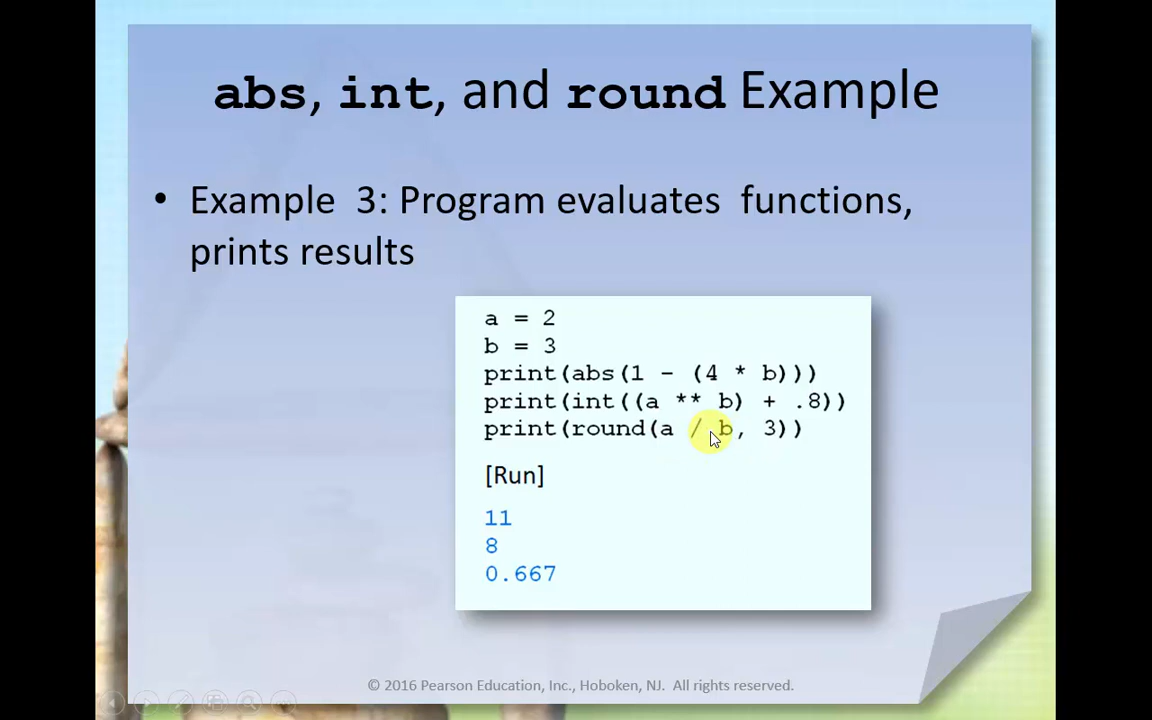 abs, int, and round Example
• Example 3: Program evaluates functions,
prints results
a = 2
b = 3
print(abs(1 - (4 * b)))
print(int((a ** b) + .8))
print(round(a / b, 3))
[Run]
11
8
0.667
© 2016 Pearson Education, Inc., Hoboken, NJ. All rights reserved.